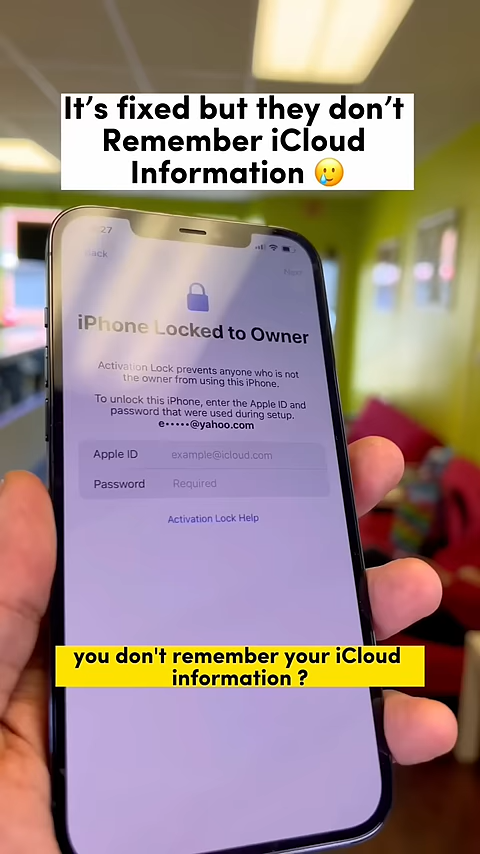 It's fixed but they don't
Remember iCloud
Information 🥲
27
Back
Next
iPhone Locked to Owner
Activation Lock prevents anyone who is not
the owner from using this iPhone.
To unlock this iPhone, enter the Apple ID and
password that were used during setup.
e•••••@yahoo.com
Apple ID example@icloud.com
Password Required
Activation Lock Help
you don't remember your iCloud
information ?